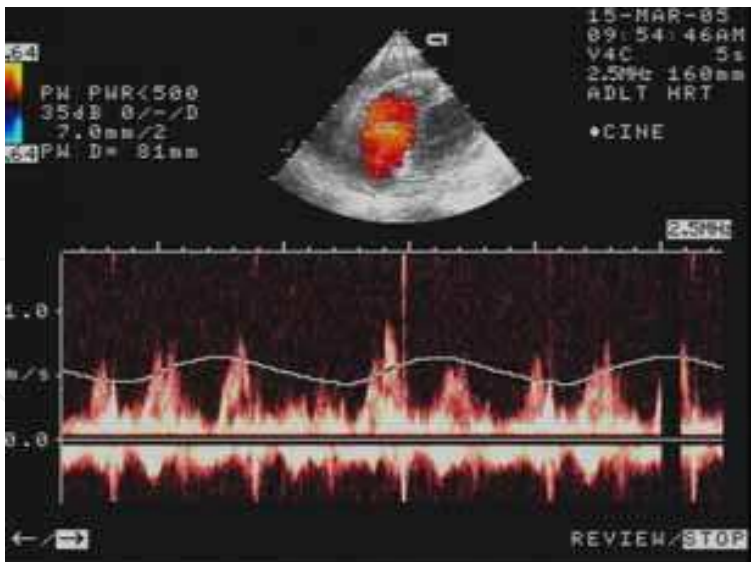 .64
PW PWR<500
35dB 0/-/D
7.0mm/2
.64 PW D= 81mm
15-MAR-05
09:54:46AM
V4C 5s
2.5MHz 160mm
ADLT HRT
•CINE
2.5MHz
1.0
m/s
0.0
←/→
REVIEW/STOP